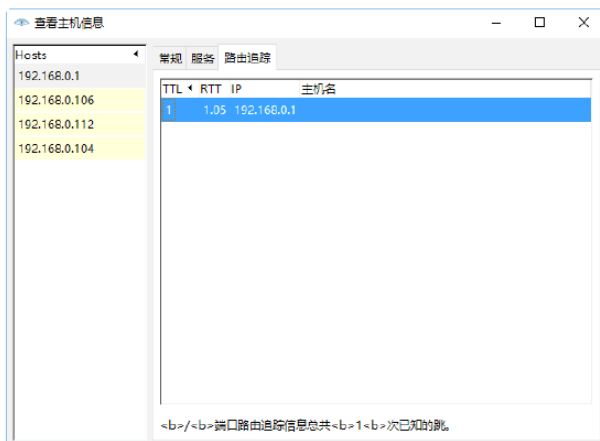 查看主机信息
Hosts
192.168.0.1
192.168.0.106
192.168.0.112
192.168.0.104
常规 服务 路由追踪
TTL RTT IP 主机名
1 1.05 192.168.0.1
<b>/<b>端口路由追踪信息总共<b>1<b>次已知的跳。